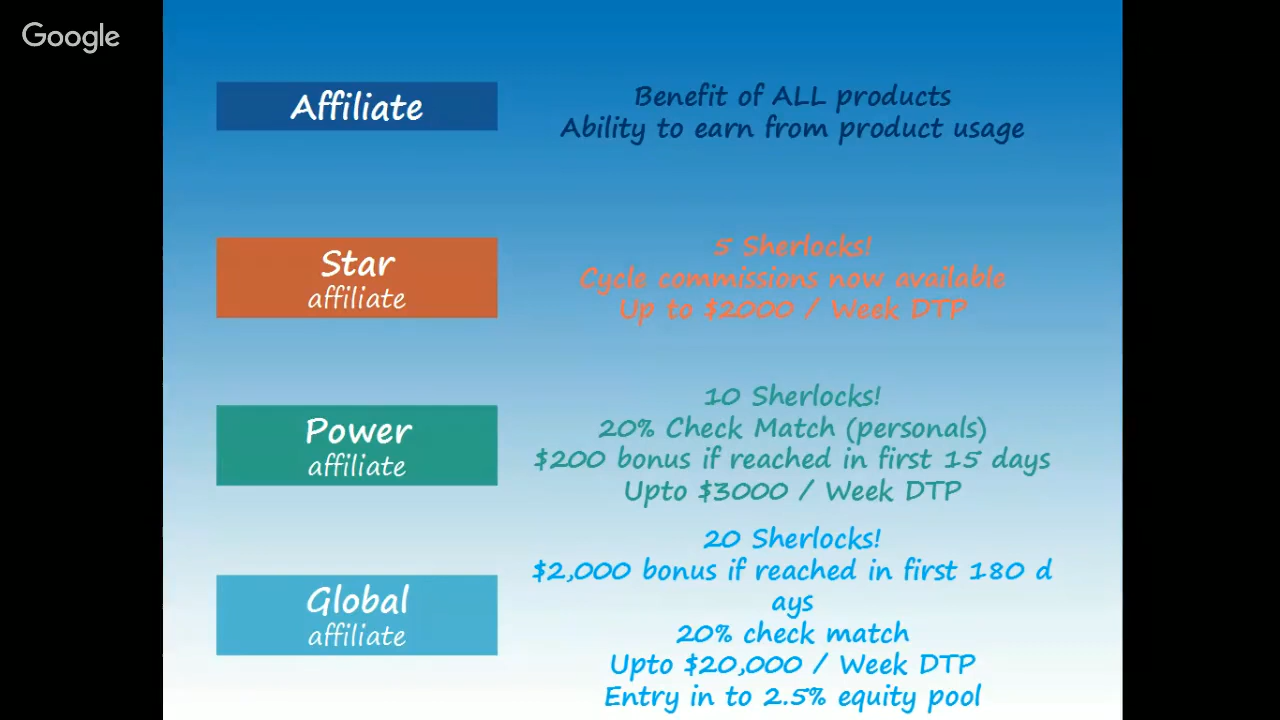 Google
Affiliate
Benefit of ALL products
Ability to earn from product usage
Star
affiliate
5 Sherlocks!
Cycle commissions now available
Up to $2000 / Week DTP
Power
affiliate
10 Sherlocks!
20% Check Match (personals)
$200 bonus if reached in first 15 days
Upto $3000 / Week DTP
Global
affiliate
20 Sherlocks!
$2,000 bonus if reached in first 180 d
ays
20% check match
Upto $20,000 / Week DTP
Entry in to 2.5% equity pool